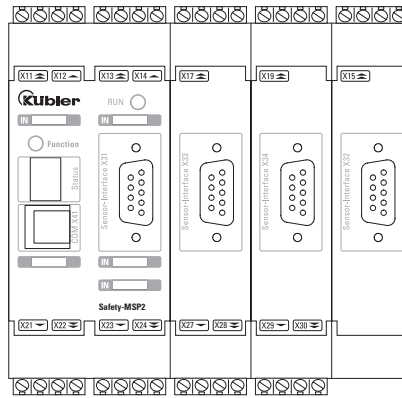 X11 X12 X13 X14 X17 X19 X15
Kübler
RUN
IN IN
Function
Status
COM X41
Sensor-Interface X31
Sensor-Interface X33
Sensor-Interface X34
Sensor-Interface X32
IN
IN
Safety-MSP2
X21 X22 X23 X24 X27 X28 X29 X30